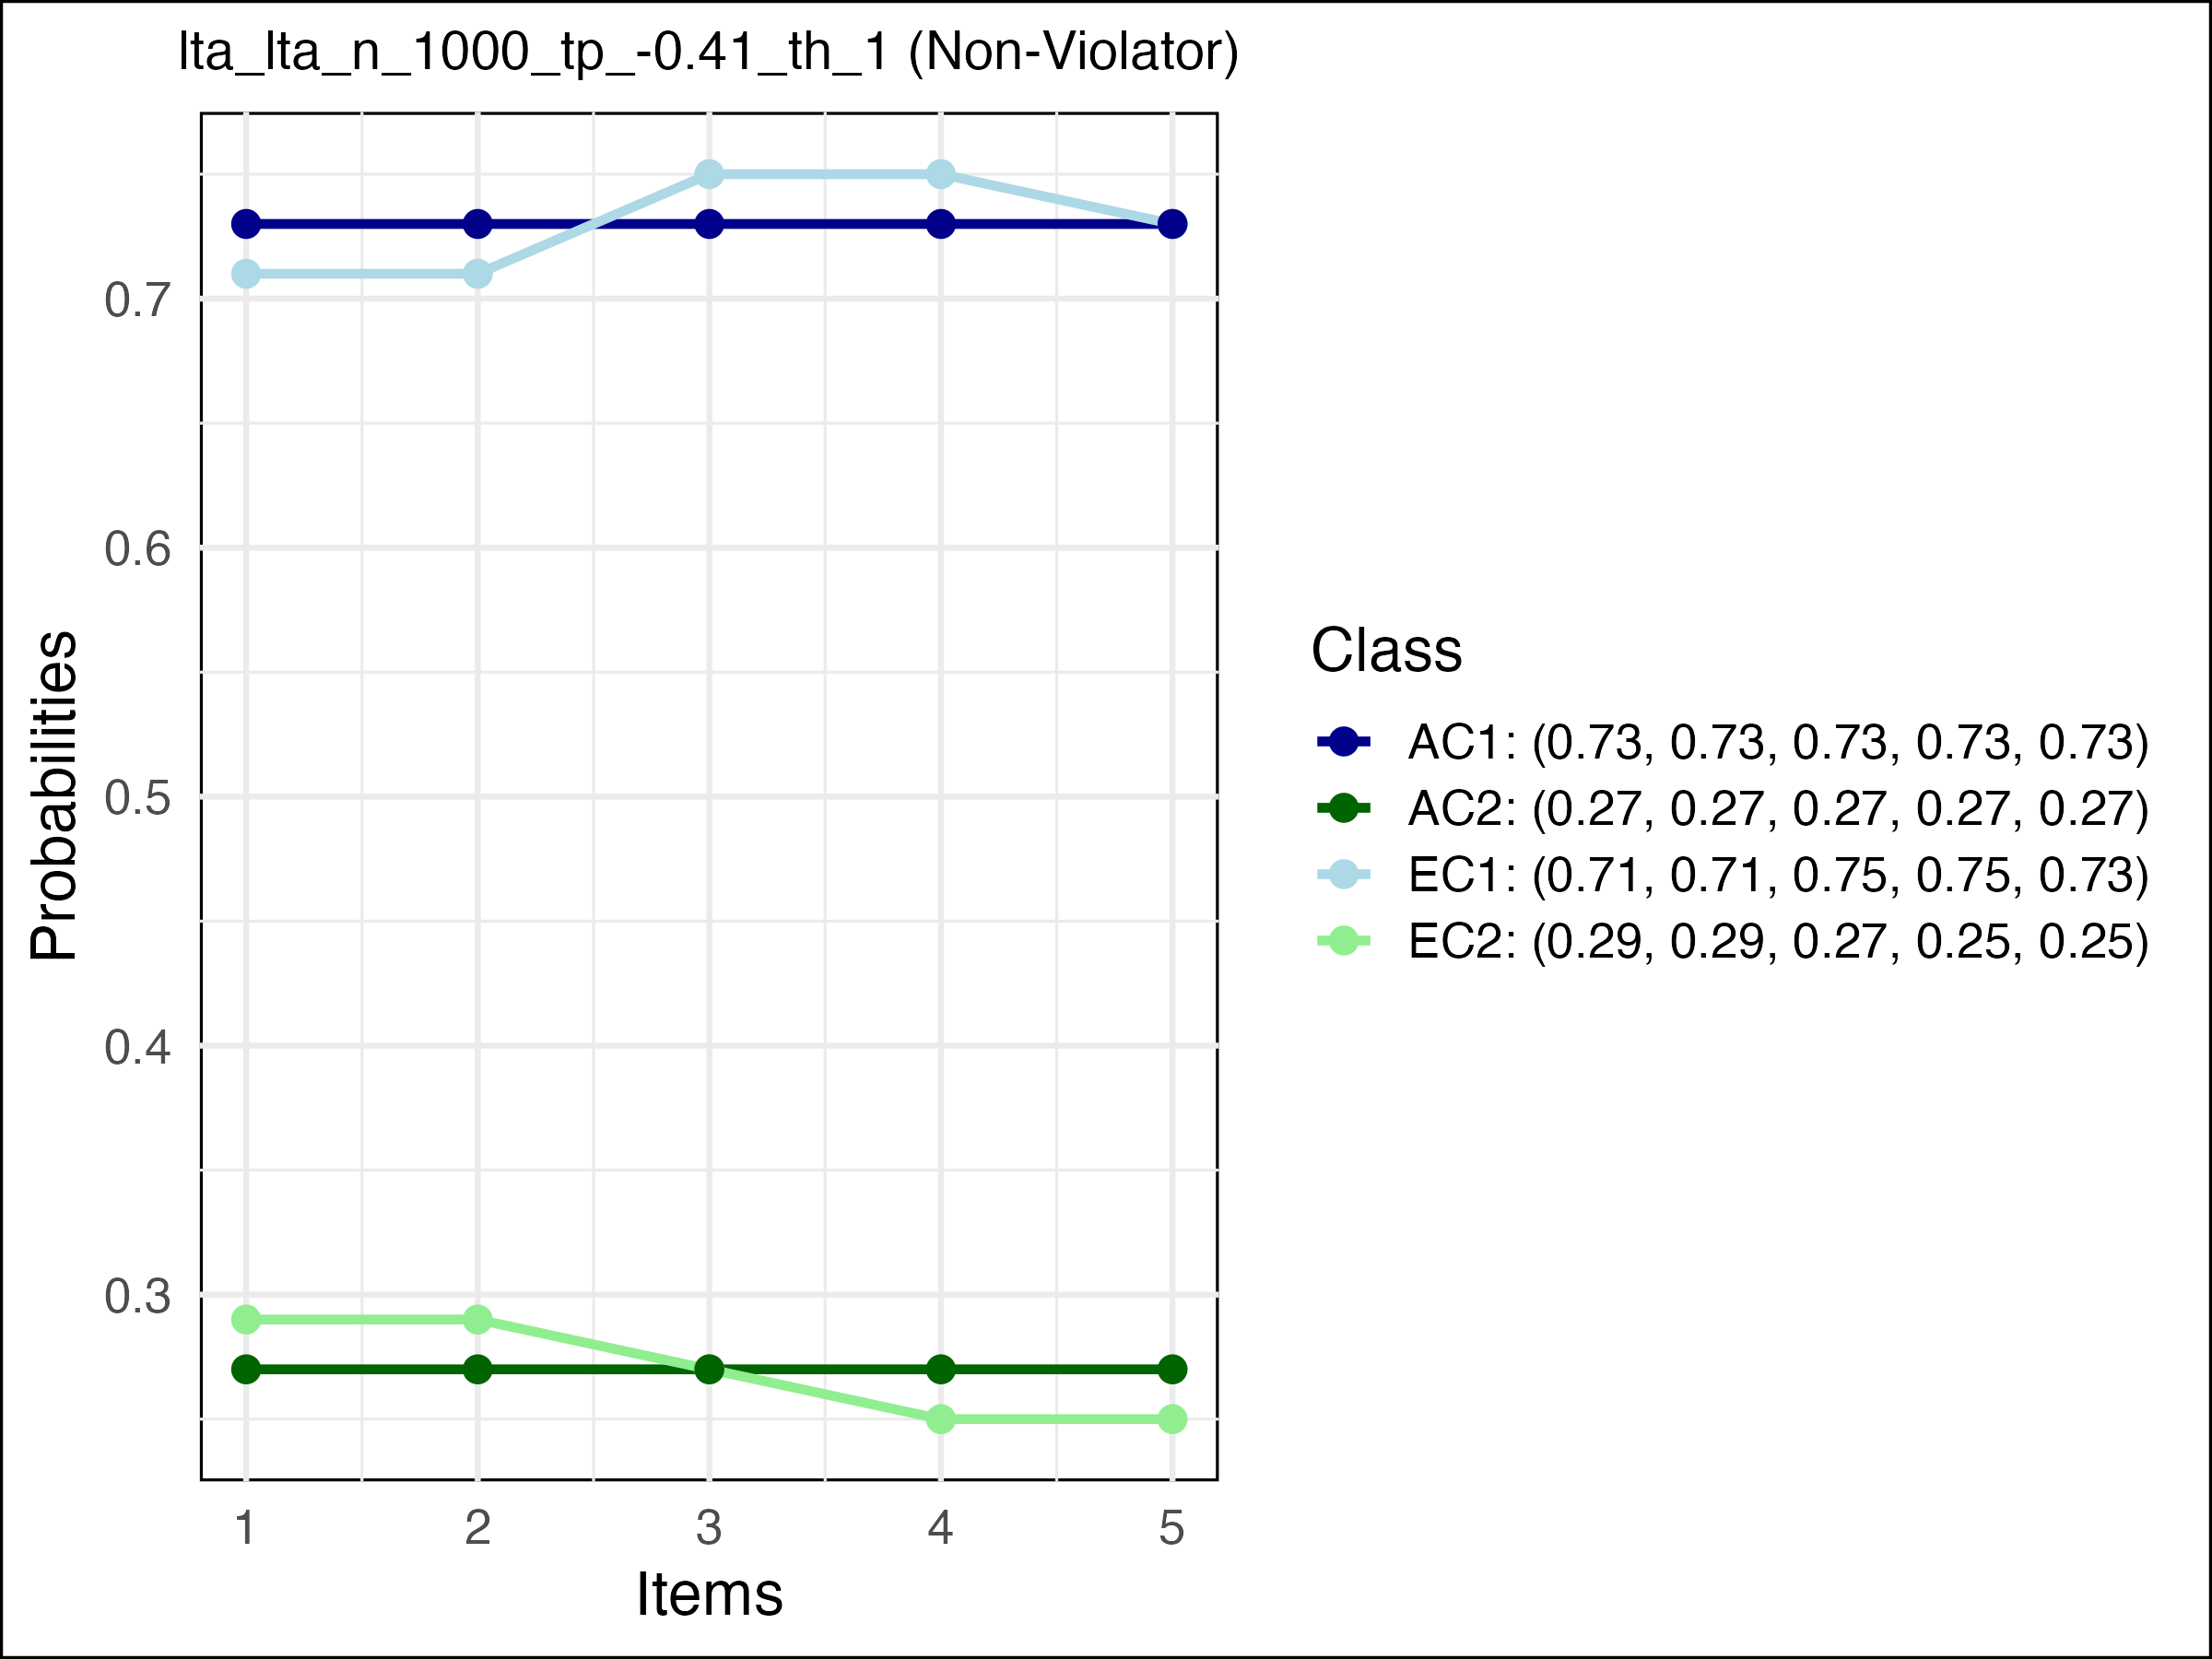 lta_lta_n_1000_tp_-0.41_th_1 (Non-Violator)
Probabilities
0.7
0.6
0.5
0.4
0.3
1 2 3 4 5
Items
Class
AC1: (0.73, 0.73, 0.73, 0.73, 0.73)
AC2: (0.27, 0.27, 0.27, 0.27, 0.27)
EC1: (0.71, 0.71, 0.75, 0.75, 0.73)
EC2: (0.29, 0.29, 0.27, 0.25, 0.25)